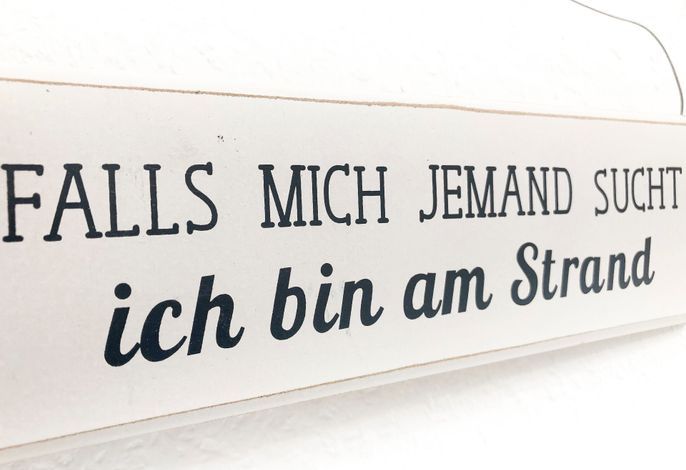 FALLS MICH JEMAND SUCHT
ich bin am Strand